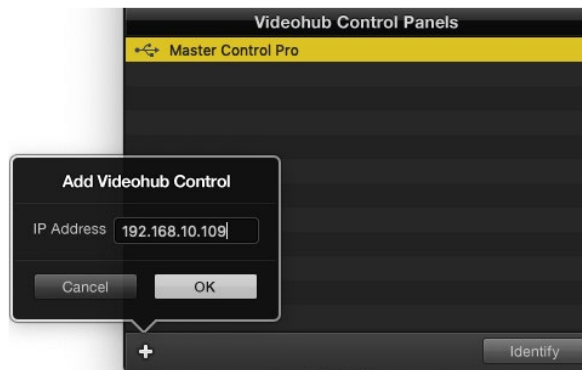 Videohub Control Panels
Master Control Pro
Add Videohub Control
IP Address 192.168.10.109
Cancel OK
Identify